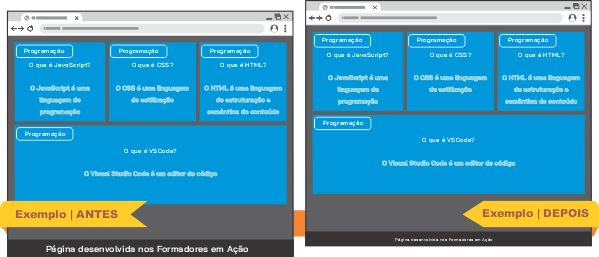 Programação
O que é JavaScript?
O JavaScript é uma
linguagem de
programação
Programação
O que é CSS?
O CSS é uma linguagem
de estilização
Programação
O que é HTML?
O HTML é uma linguagem
de estruturação e
semântica do conteúdo
Programação
O que é VSCode?
O Visual Studio Code é um editor de código
Exemplo | ANTES
Página desenvolvida nos Formadores em Ação
Programação
O que é JavaScript?
O JavaScript é uma
linguagem de
programação
Programação
O que é CSS?
O CSS é uma linguagem
de estilização
Programação
O que é HTML?
O HTML é uma linguagem
de estruturação e
semântica do conteúdo
Programação
O que é VSCode?
O Visual Studio Code é um editor de código
Exemplo | DEPOIS
Página desenvolvida nos Formadores em Ação